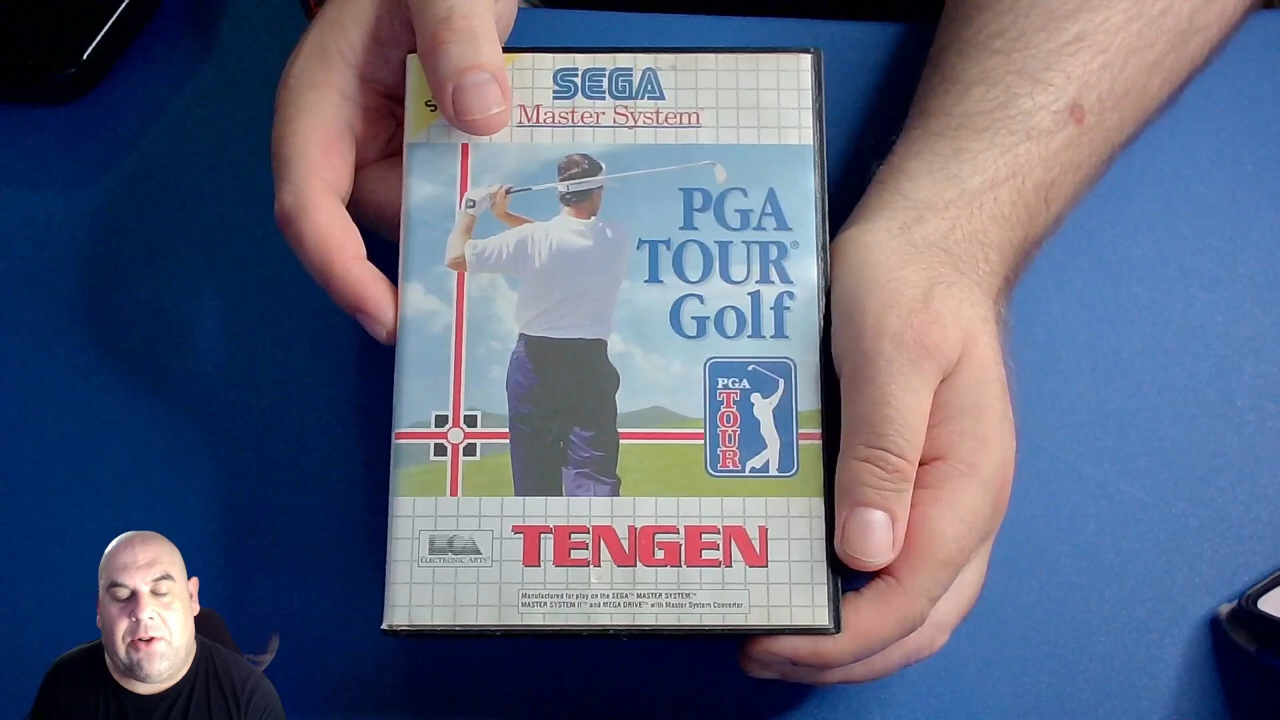 SEGA
Master System™
PGA
TOUR®
Golf
PGA
TOUR
ELECTRONIC ARTS®
TENGEN
Manufactured for play on the SEGA™ MASTER SYSTEM,™
MASTER SYSTEM II™ and MEGA DRIVE™ with Master System Converter.